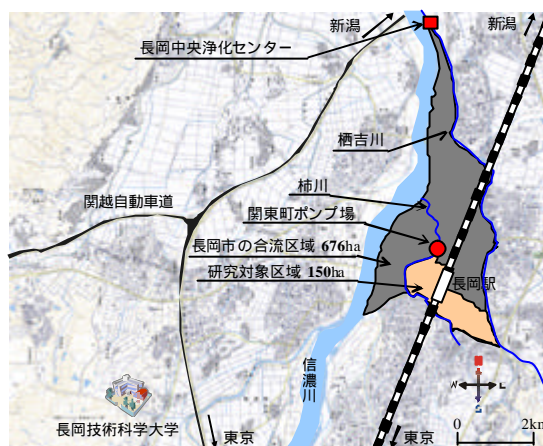 新潟
新潟
長岡中央浄化センター
栖吉川
柿川
関越自動車道
関東町ポンプ場
長岡市の合流区域 676ha
研究対象区域 150ha
長岡駅
信濃川
長岡技術科学大学
東京
東京
0 2km